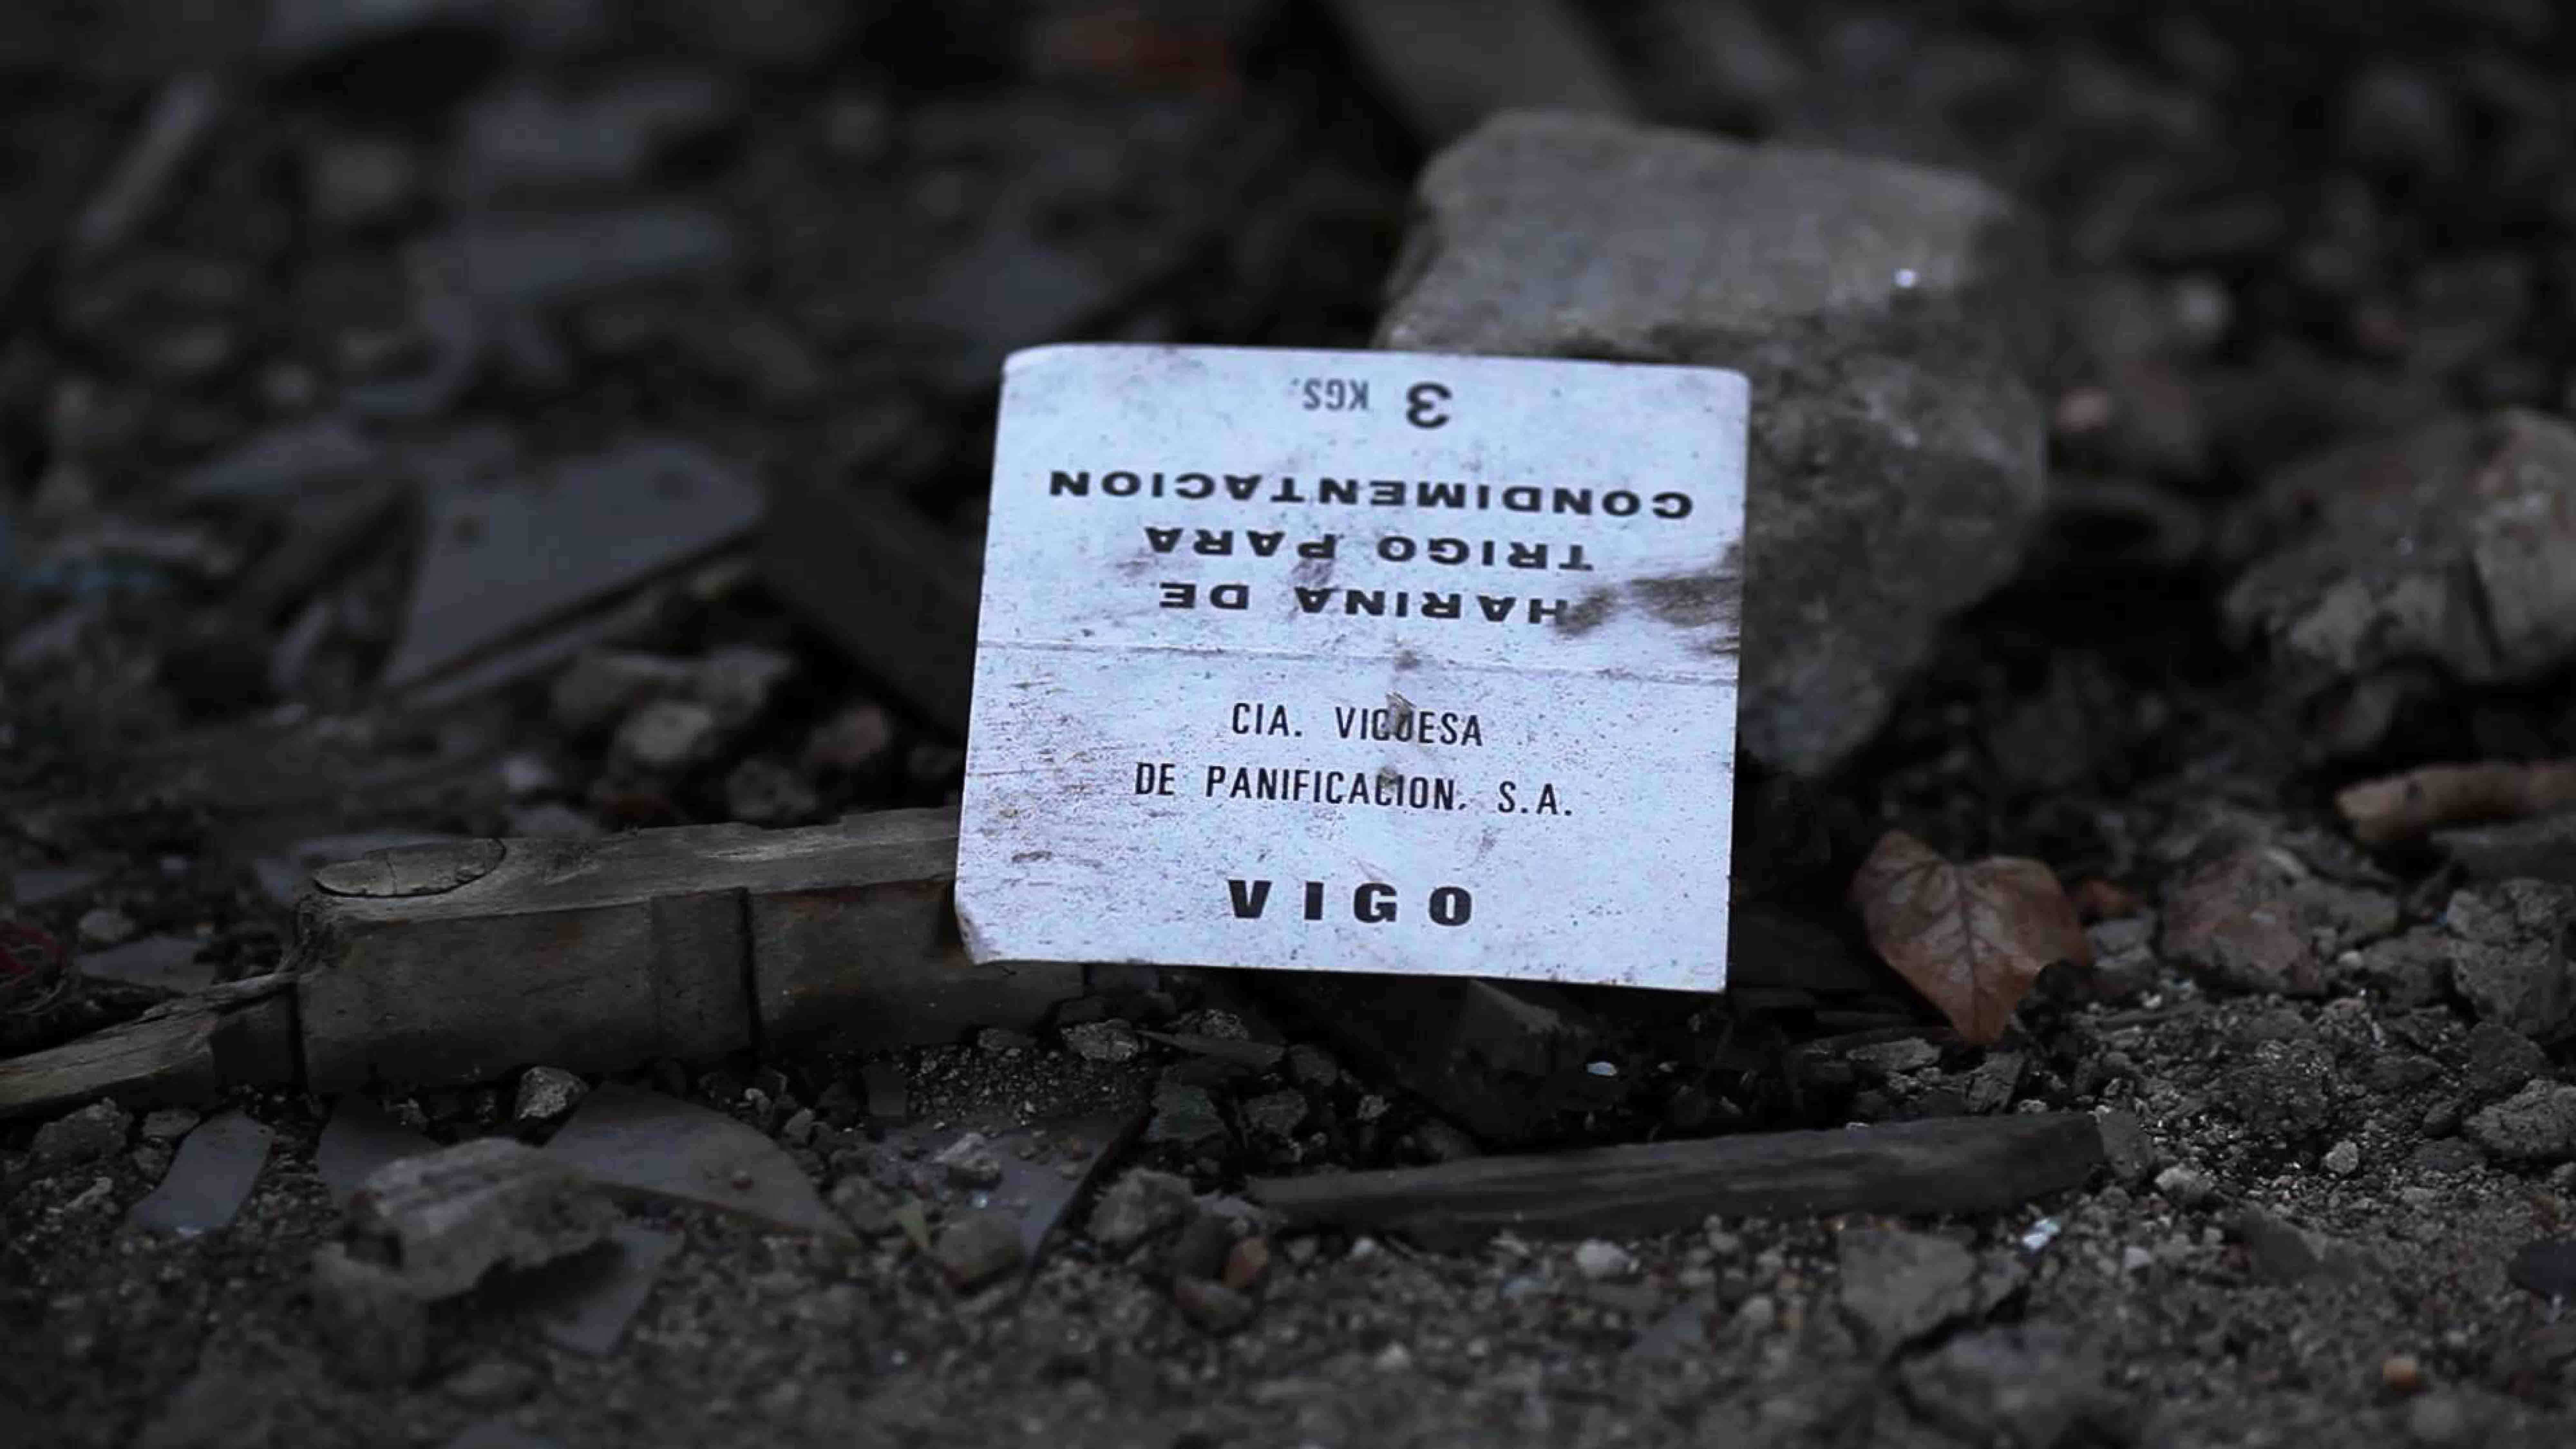 HARINA DE
TRIGO PARA
CONDIMENTACION
3 KGS.
CIA. VIGUESA
DE PANIFICACION, S.A.
VIGO